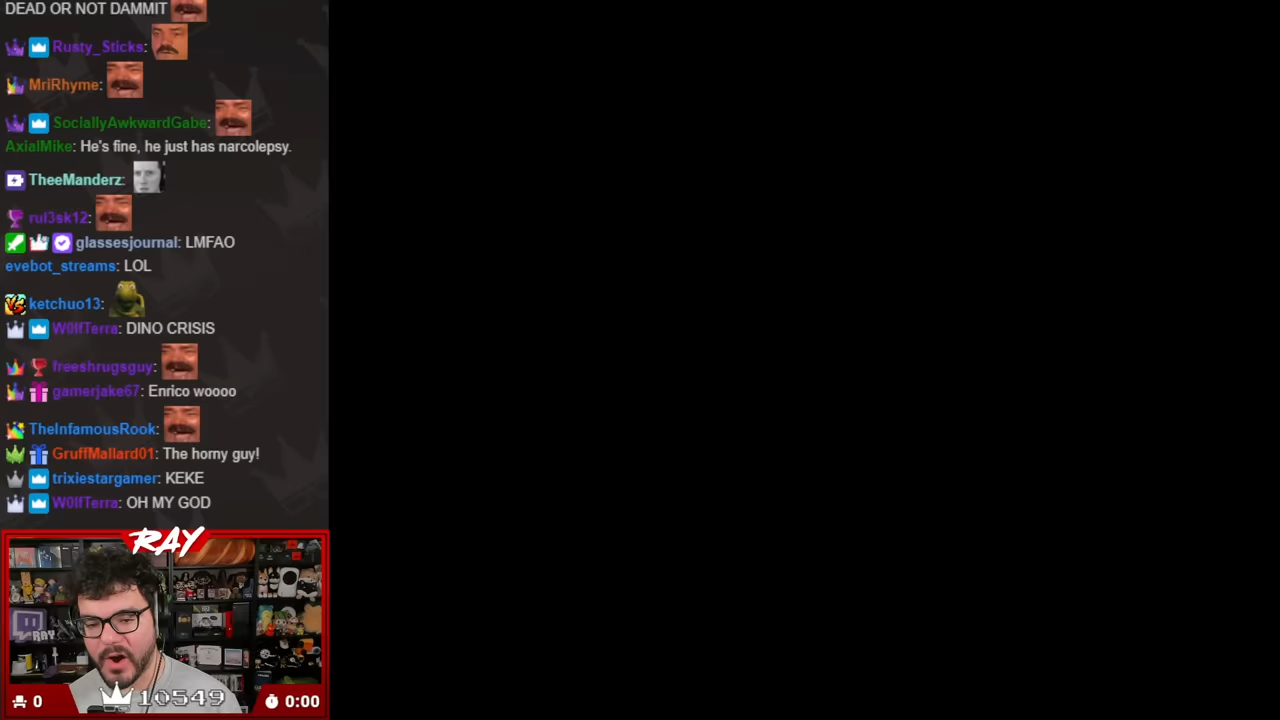 DEAD OR NOT DAMMIT
Rusty_Sticks:
MriRhyme:
SociallyAwkwardGabe:
AxialMike: He's fine, he just has narcolepsy.
TheeManderz:
rul3sk12:
glassesjournal: LMFAO
evebot_streams: LOL
ketchuo13:
W0lfTerra: DINO CRISIS
freeshrugsguy:
gamerjake67: Enrico woooo
TheInfamousRook:
GruffMallard01: The horny guy!
trixiestargamer: KEKE
W0lfTerra: OH MY GOD
RAY
RAY
0
10549
0:00